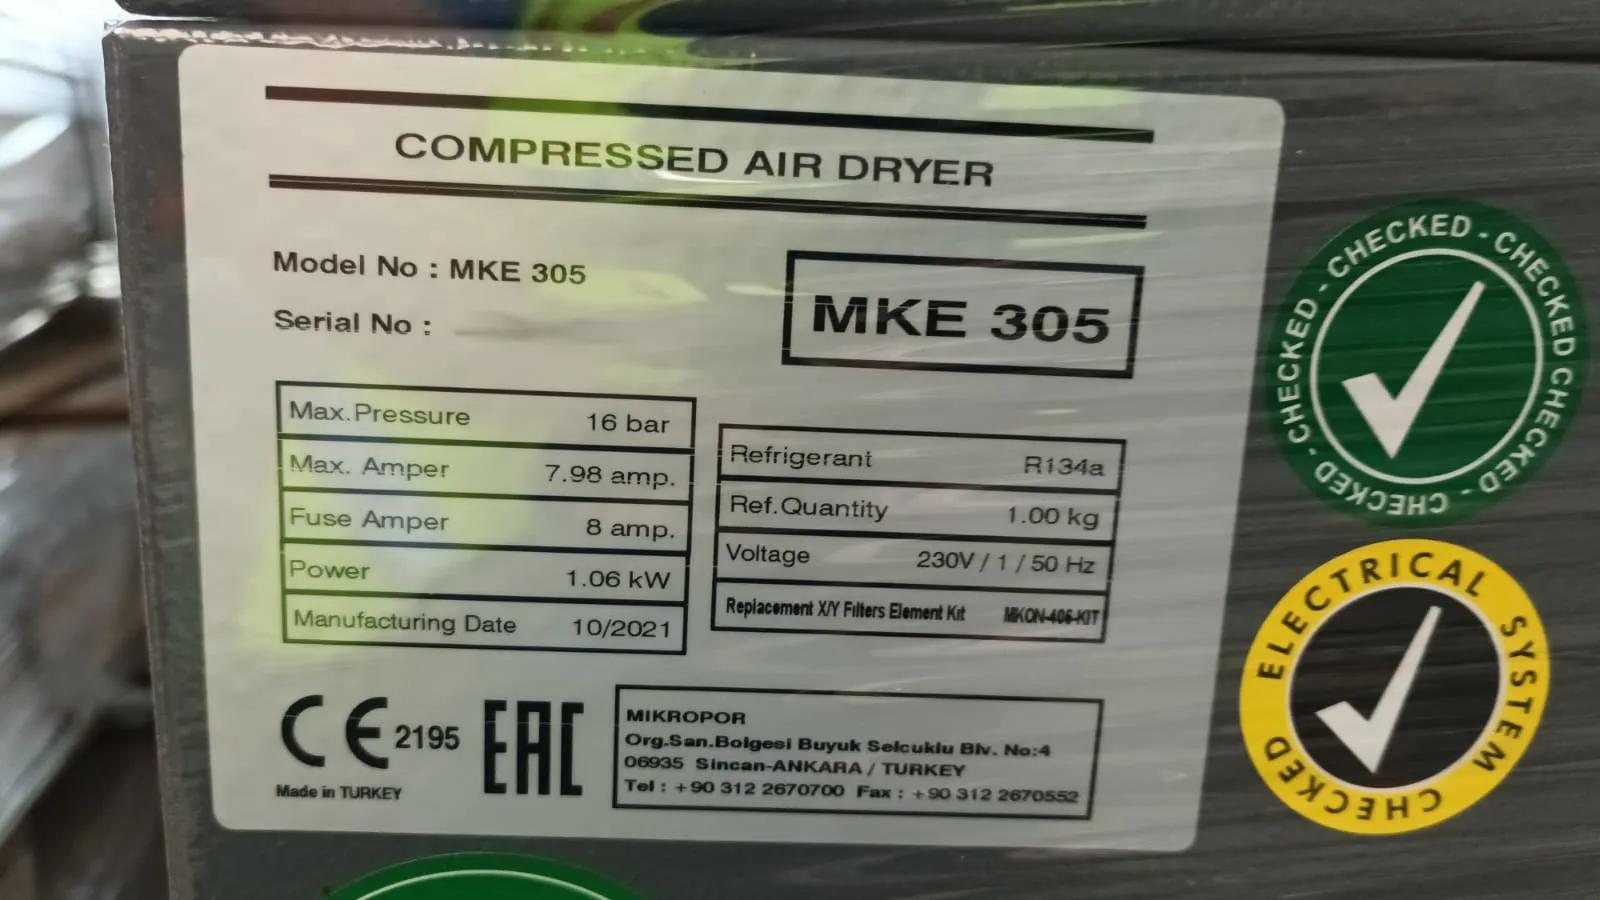 COMPRESSED AIR DRYER
Model No : MKE 305
Serial No :
MKE 305
Max.Pressure 16 bar
Max. Amper 7.98 amp.
Fuse Amper 8 amp.
Power 1.06 kW
Manufacturing Date 10/2021
Refrigerant R134a
Ref.Quantity 1.00 kg
Voltage 230V / 1 / 50 Hz
Replacement X/Y Filters Element Kit MKON-406-KIT
CE 2195
Made in TURKEY
EAC
MIKROPOR
Org.San.Bolgesi Buyuk Selcuklu Blv. No:4
06935 Sincan-ANKARA / TURKEY
Tel : +90 312 2670700 Fax : +90 312 2670552
CHECKED - CHECKED - CHECKED CHECKED - CHECKED - CHECKED - CHECKED -
ELECTRICAL SYSTEM
CHECKED